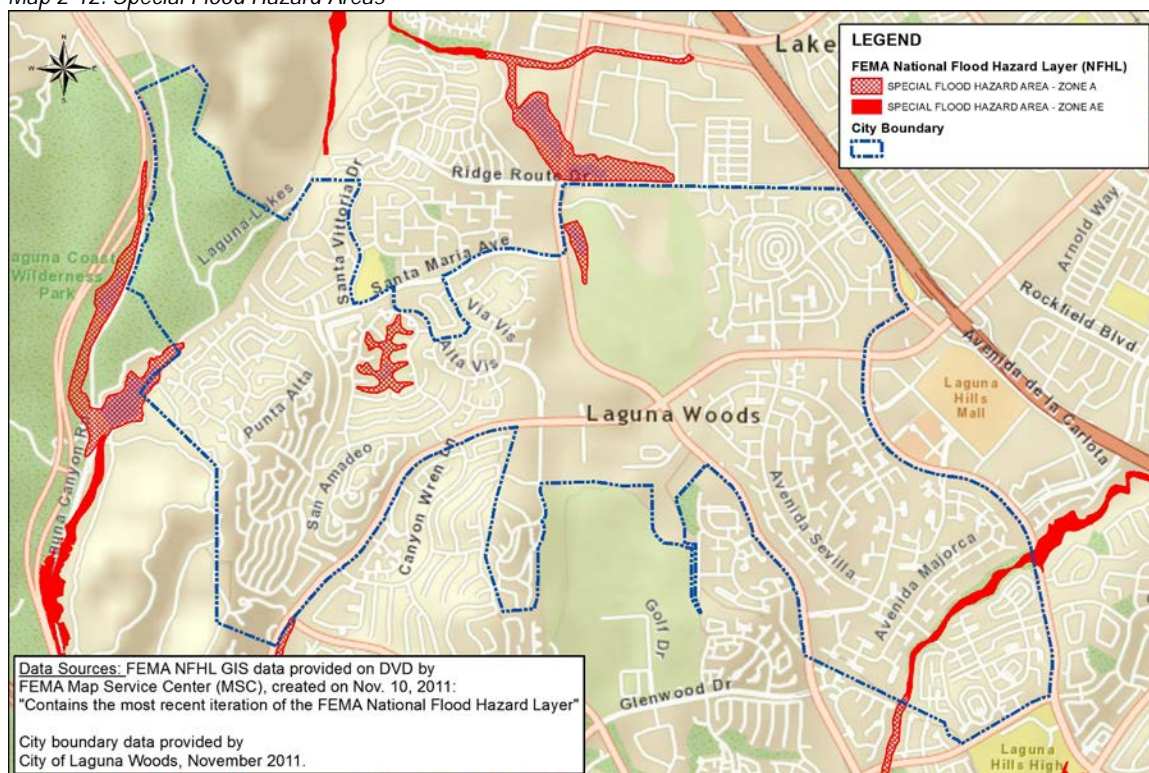 Map 2-12: Special Flood Hazard Areas
LEGEND
FEMA National Flood Hazard Layer (NFHL)
SPECIAL FLOOD HAZARD AREA - ZONE A
SPECIAL FLOOD HAZARD AREA - ZONE AE
City Boundary
N
W
E
S
Lake
Ridge Route Dr
Santa Vittoria Dr
Laguna-Lakes
Santa Maria Ave
Arnold Way
Rockfield Blvd
aguna Coast
Wilderness
Park
Via Vis
Alta Vis
Avenida de la Carlota
Laguna
Hills
Mall
Punta Alta
Laguna Woods
San Amadeo
Canyon Wren Ln
Avenida Sevilla
Avenida Majorca
Canyon R
Golf Dr
Glenwood Dr
Laguna
Hills High
Data Sources: FEMA NFHL GIS data provided on DVD by
FEMA Map Service Center (MSC), created on Nov. 10, 2011:
"Contains the most recent iteration of the FEMA National Flood Hazard Layer"
City boundary data provided by
City of Laguna Woods, November 2011.